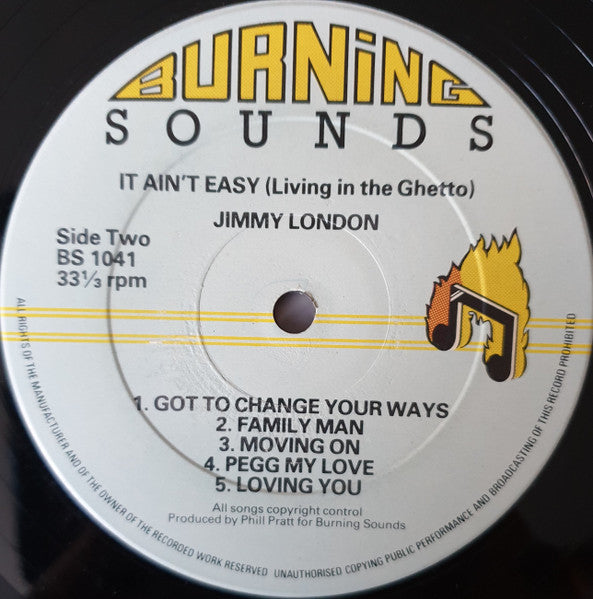 BURNiNG
SOUNDS
IT AIN'T EASY (Living in the Ghetto)
JIMMY LONDON
Side Two
BS 1041
33⅓ rpm
1. GOT TO CHANGE YOUR WAYS
2. FAMILY MAN
3. MOVING ON
4. PEGG MY LOVE
5. LOVING YOU
All songs copyright control
Produced by Phill Pratt for Burning Sounds
ALL RIGHTS OF THE MANUFACTURER AND OF THE OWNER OF THE RECORDED WORK RESERVED UNAUTHORISED COPYING PUBLIC PERFORMANCE AND BROADCASTING OF THIS RECORD PROHIBITED